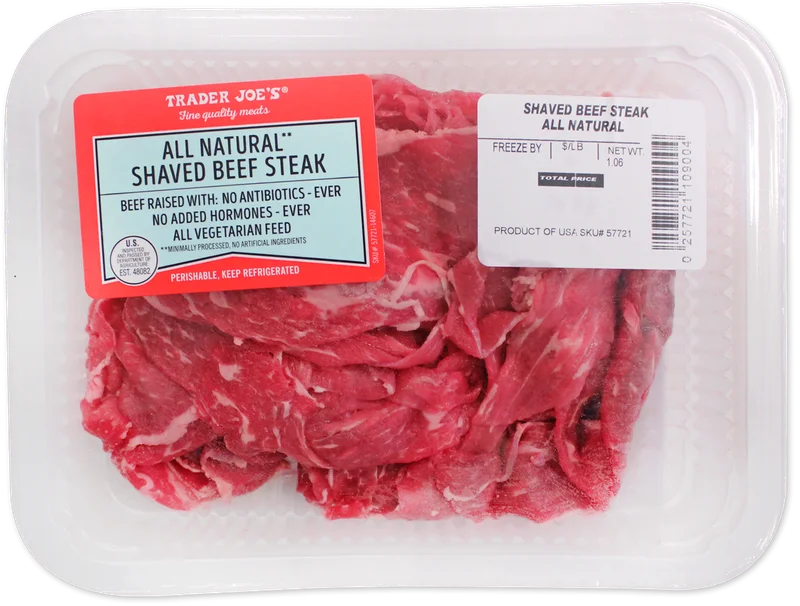 TRADER JOE'S®
Fine quality meats
ALL NATURAL**
SHAVED BEEF STEAK
BEEF RAISED WITH: NO ANTIBIOTICS - EVER
NO ADDED HORMONES - EVER
ALL VEGETARIAN FEED
**MINIMALLY PROCESSED, NO ARTIFICIAL INGREDIENTS
U.S.
INSPECTED
AND PASSED BY
DEPARTMENT OF
AGRICULTURE
EST. 48082
PERISHABLE, KEEP REFRIGERATED
SHAVED BEEF STEAK
ALL NATURAL
FREEZE BY $/LB NET WT.
1.06
TOTAL PRICE
PRODUCT OF USA SKU# 57721
0 257721 109004